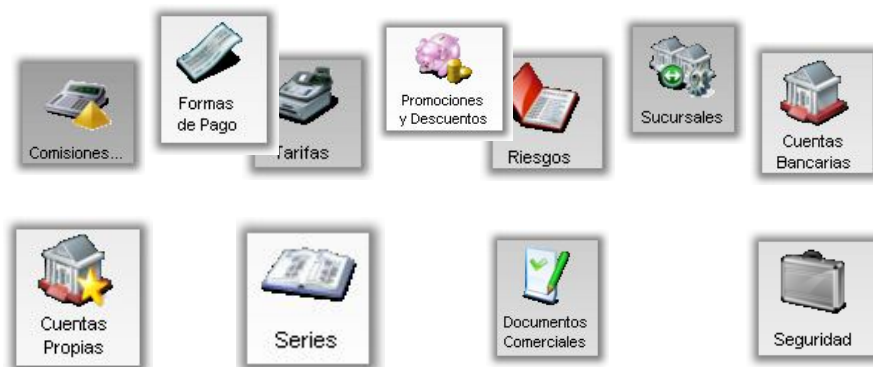 Comisiones...
Formas
de Pago
Tarifas
Promociones
y Descuentos
Riesgos
Sucursales
Cuentas
Bancarias
Cuentas
Propias
Series
Documentos
Comerciales
Seguridad